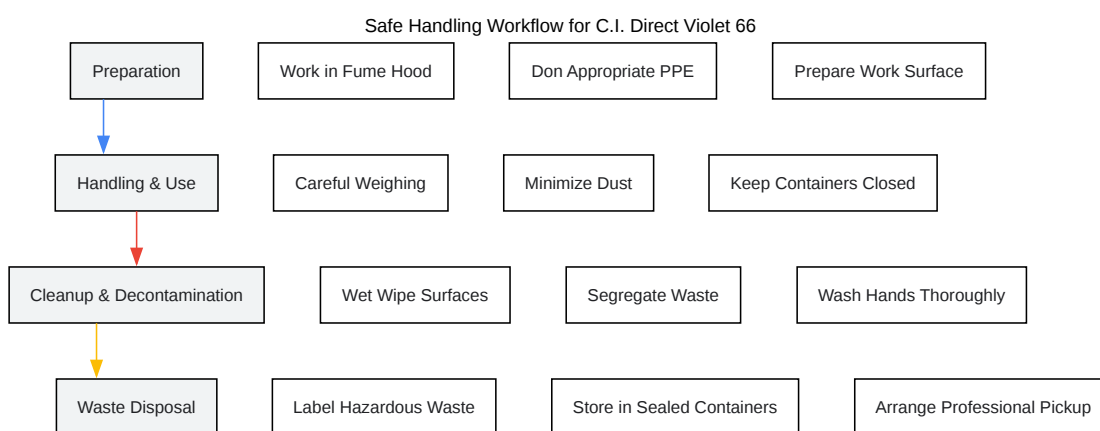 Safe Handling Workflow for C.I. Direct Violet 66
Preparation
Work in Fume Hood
Don Appropriate PPE
Prepare Work Surface
Handling & Use
Careful Weighing
Minimize Dust
Keep Containers Closed
Cleanup & Decontamination
Wet Wipe Surfaces
Segregate Waste
Wash Hands Thoroughly
Waste Disposal
Label Hazardous Waste
Store in Sealed Containers
Arrange Professional Pickup